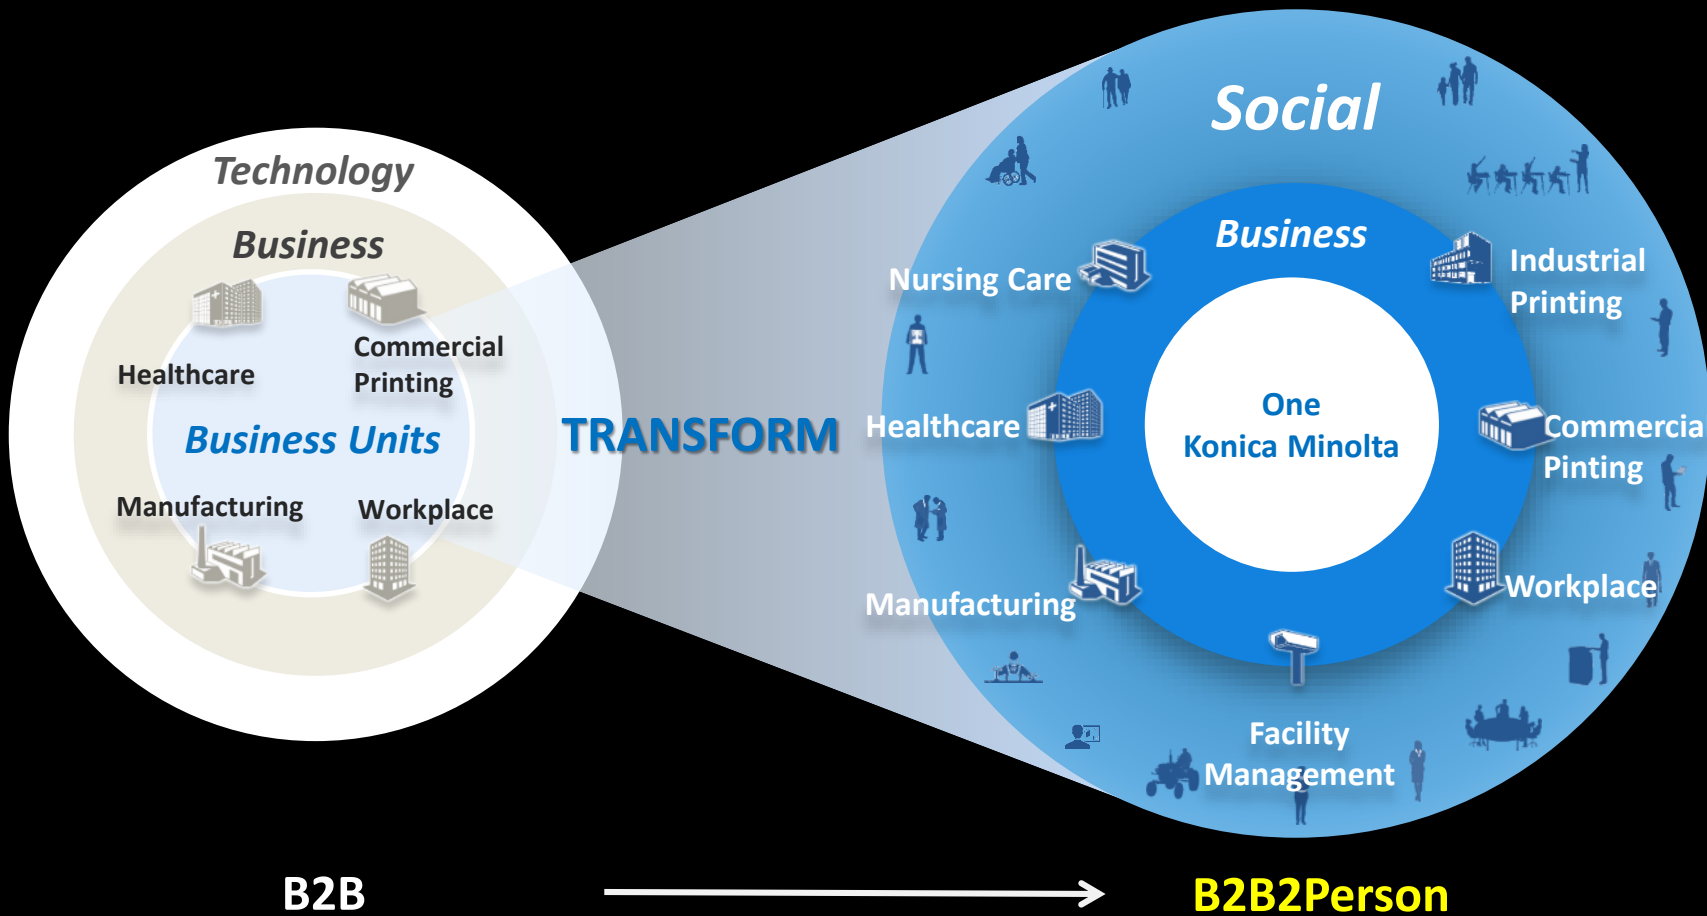 Technology
Business
Healthcare
Commercial
Printing
Business Units
Manufacturing
Workplace
TRANSFORM
Social
Business
Nursing Care
Industrial
Printing
Healthcare
One
Konica Minolta
Commercia
Pinting
Manufacturing
Workplace
Facility
Management
B2B
B2B2Person